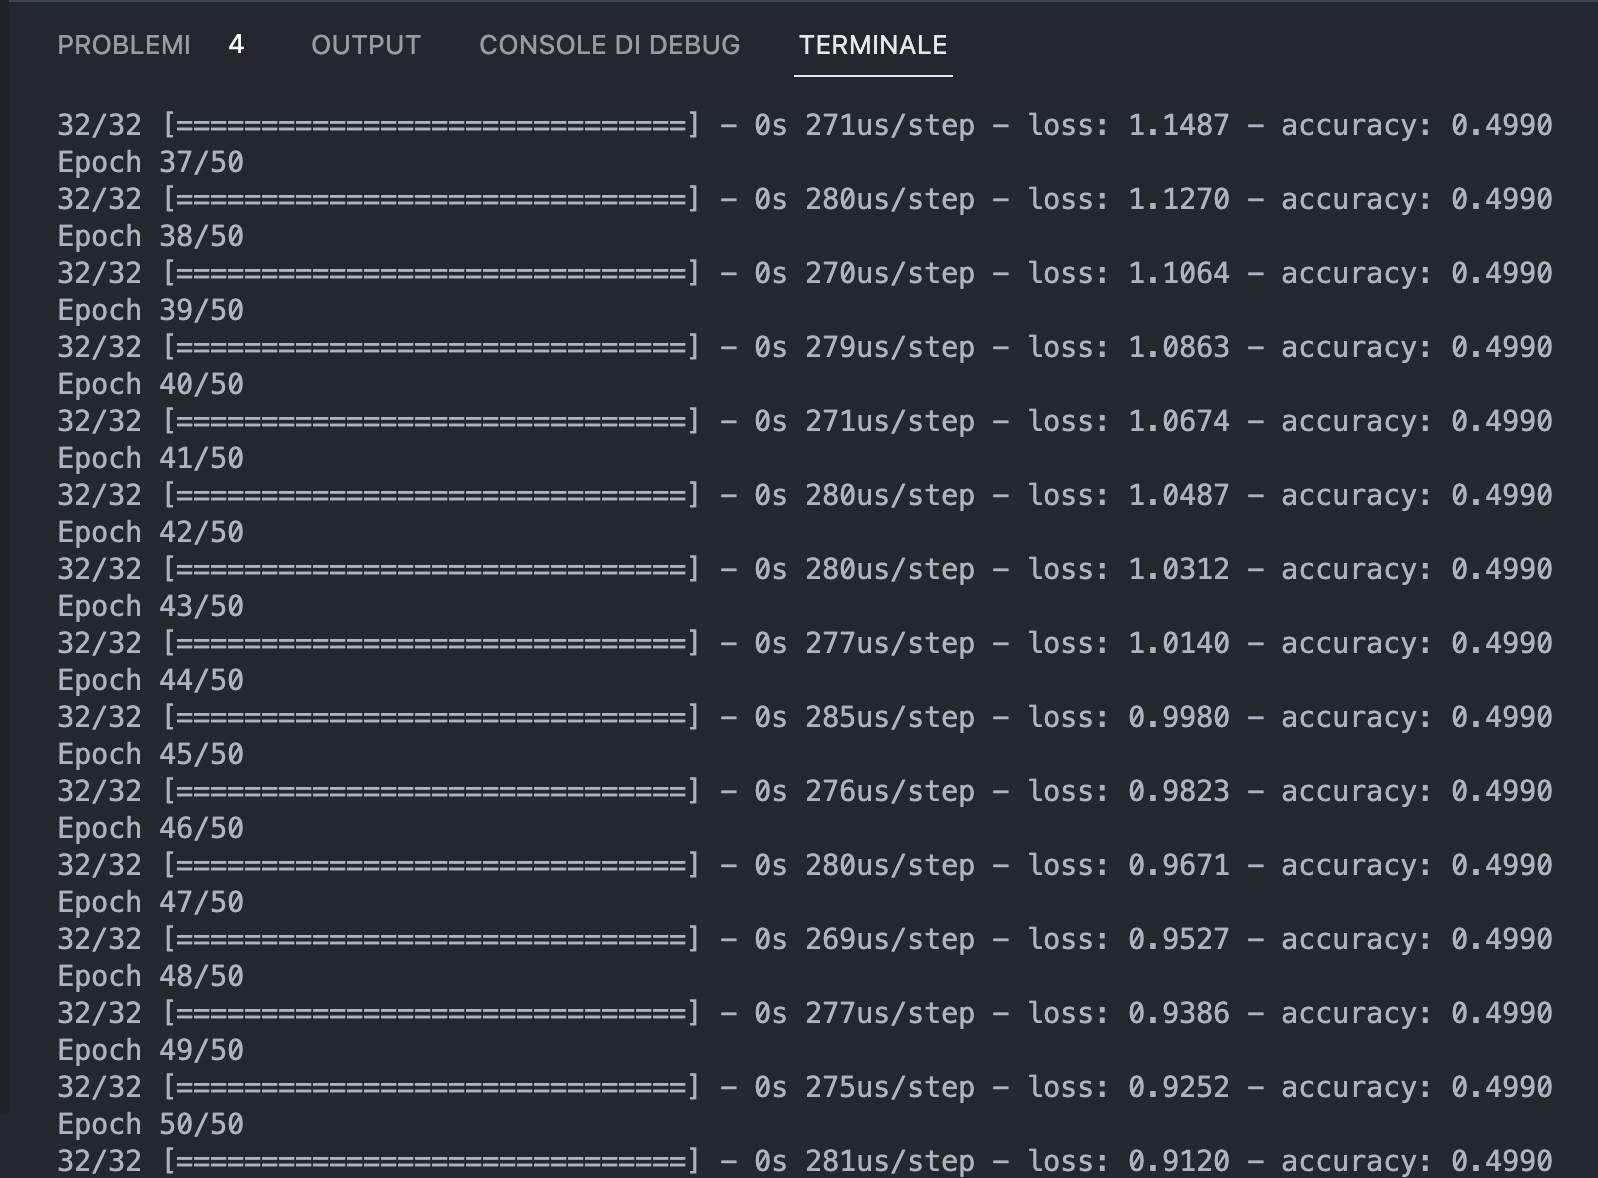 PROBLEMI 4 OUTPUT CONSOLE DI DEBUG TERMINALE
32/32 [==============================] - 0s 271us/step - loss: 1.1487 - accuracy: 0.4990
Epoch 37/50
32/32 [==============================] - 0s 280us/step - loss: 1.1270 - accuracy: 0.4990
Epoch 38/50
32/32 [==============================] - 0s 270us/step - loss: 1.1064 - accuracy: 0.4990
Epoch 39/50
32/32 [==============================] - 0s 279us/step - loss: 1.0863 - accuracy: 0.4990
Epoch 40/50
32/32 [==============================] - 0s 271us/step - loss: 1.0674 - accuracy: 0.4990
Epoch 41/50
32/32 [==============================] - 0s 280us/step - loss: 1.0487 - accuracy: 0.4990
Epoch 42/50
32/32 [==============================] - 0s 280us/step - loss: 1.0312 - accuracy: 0.4990
Epoch 43/50
32/32 [==============================] - 0s 277us/step - loss: 1.0140 - accuracy: 0.4990
Epoch 44/50
32/32 [==============================] - 0s 285us/step - loss: 0.9980 - accuracy: 0.4990
Epoch 45/50
32/32 [==============================] - 0s 276us/step - loss: 0.9823 - accuracy: 0.4990
Epoch 46/50
32/32 [==============================] - 0s 280us/step - loss: 0.9671 - accuracy: 0.4990
Epoch 47/50
32/32 [==============================] - 0s 269us/step - loss: 0.9527 - accuracy: 0.4990
Epoch 48/50
32/32 [==============================] - 0s 277us/step - loss: 0.9386 - accuracy: 0.4990
Epoch 49/50
32/32 [==============================] - 0s 275us/step - loss: 0.9252 - accuracy: 0.4990
Epoch 50/50
32/32 [==============================] - 0s 281us/step - loss: 0.9120 - accuracy: 0.4990